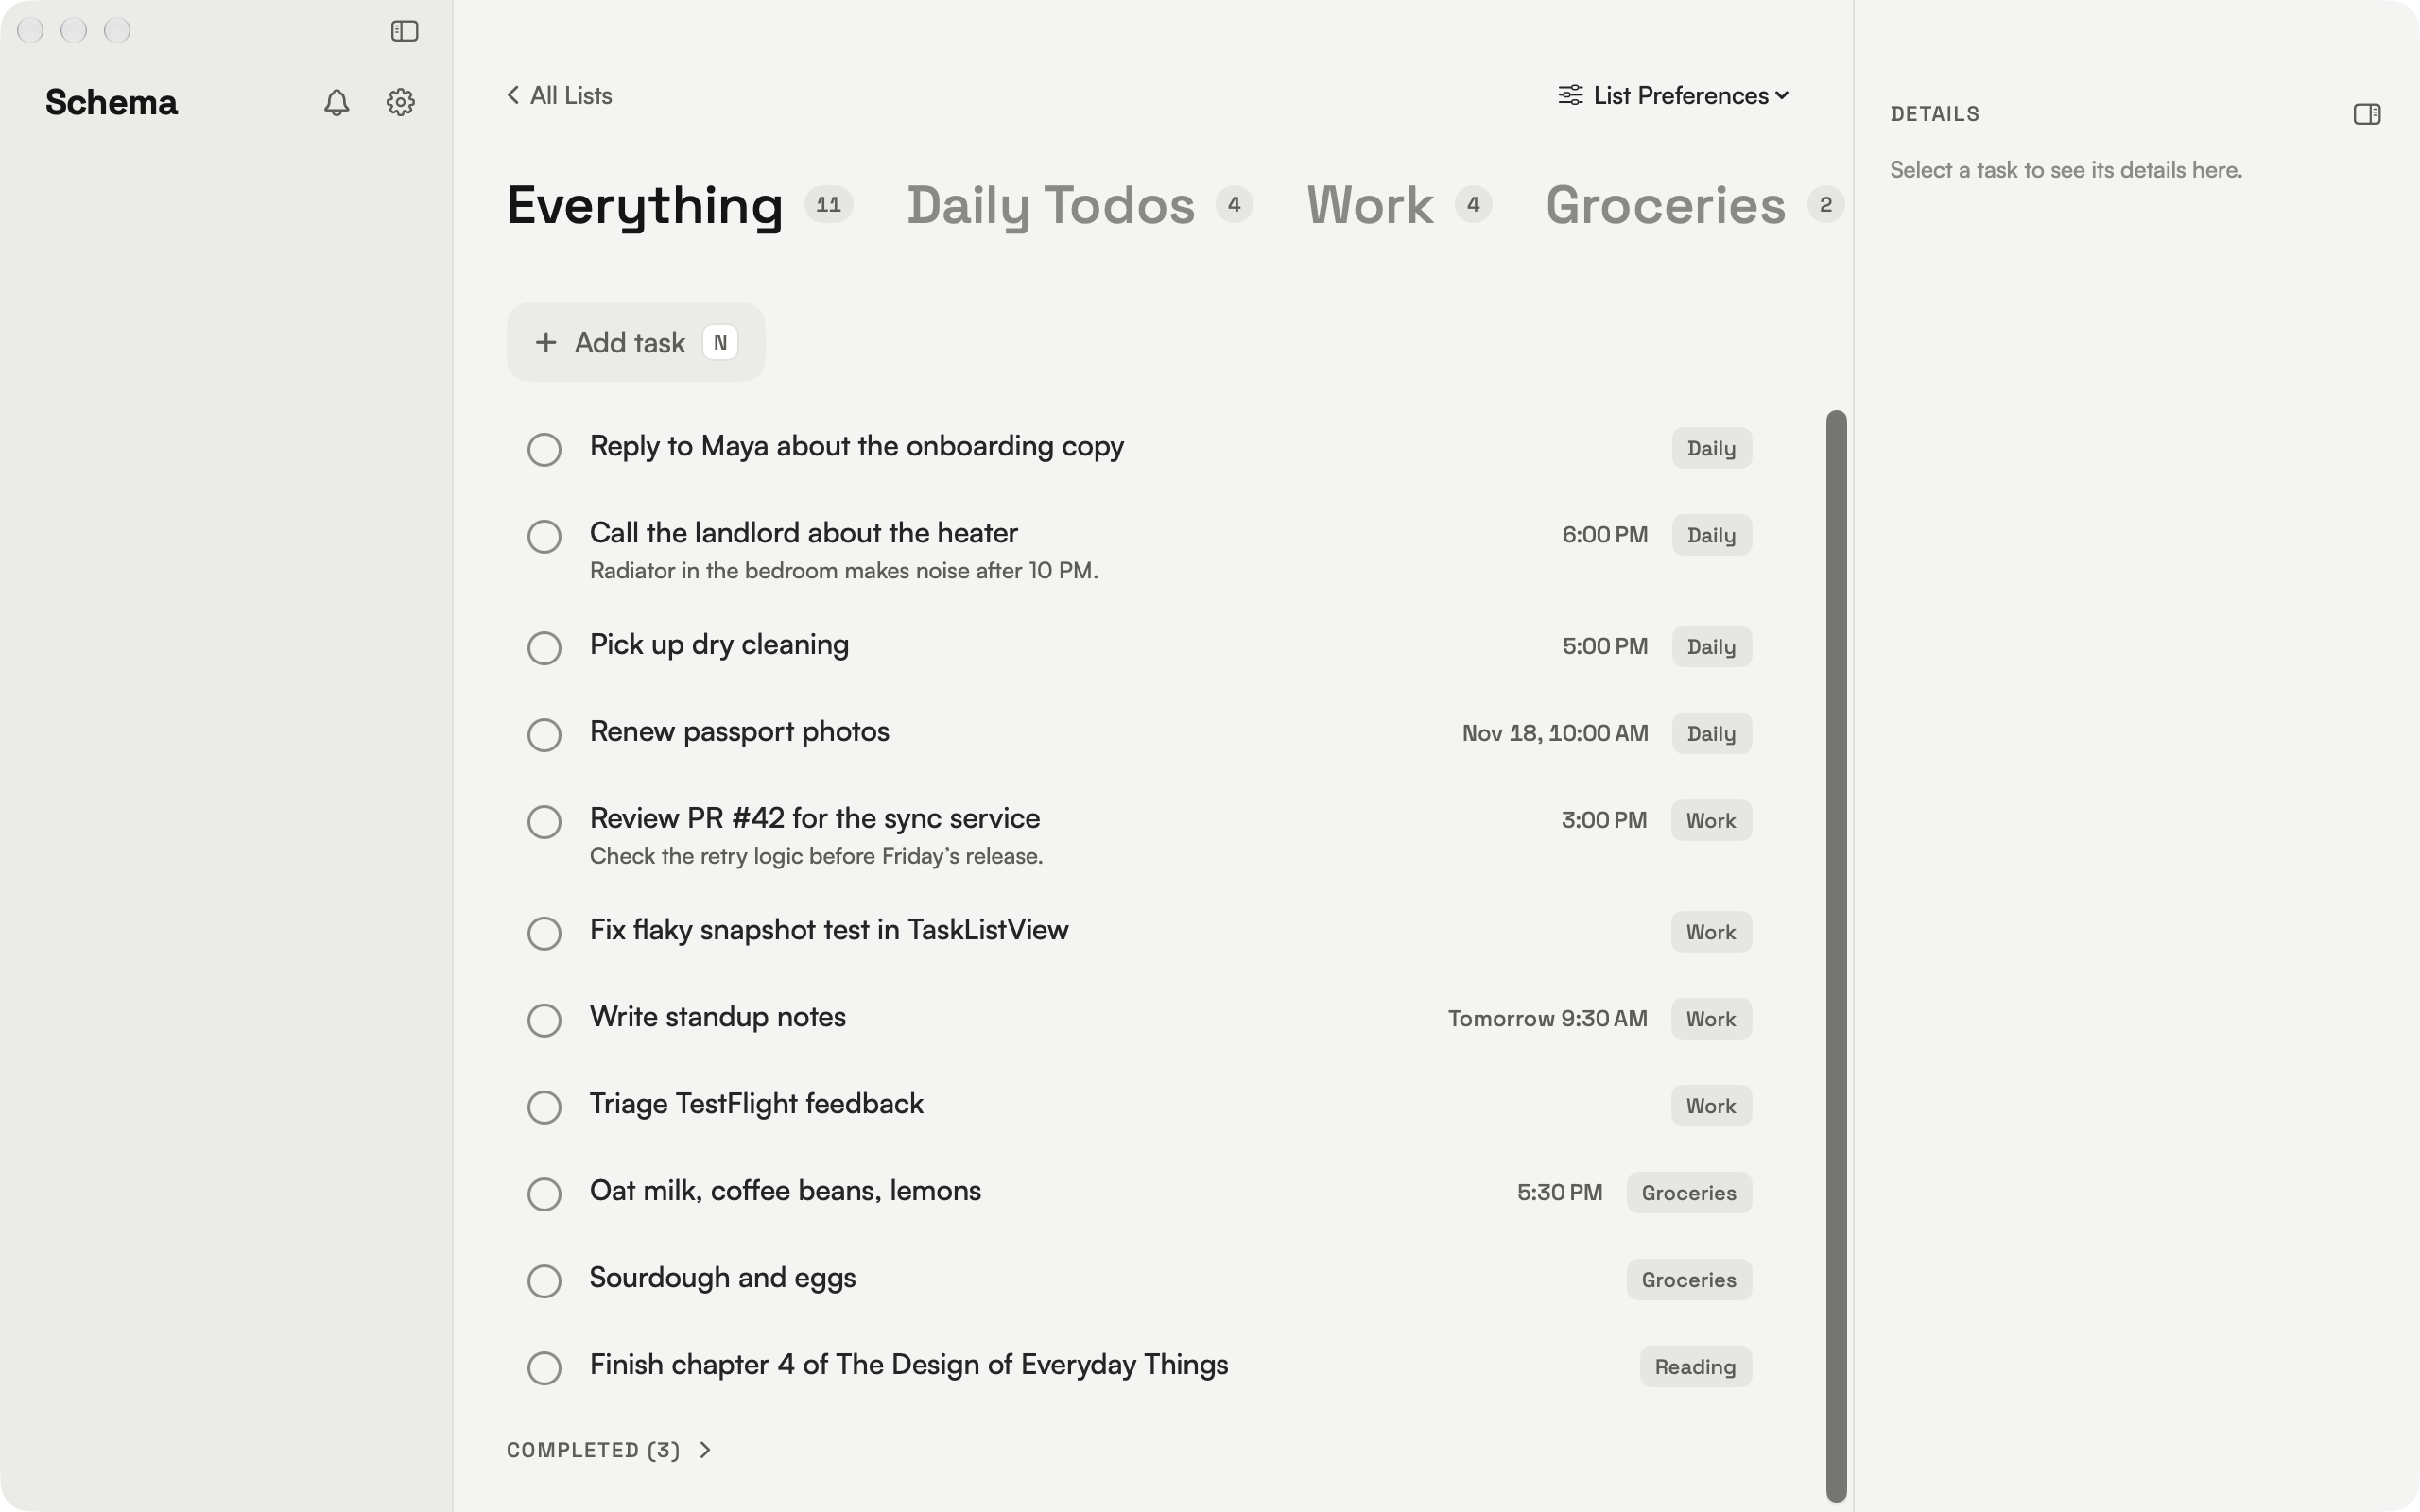 Schema
All Lists
List Preferences
Everything 11 Daily Todos 4 Work 4 Groceries 2
Add task N
Reply to Maya about the onboarding copy Daily
Call the landlord about the heater 6:00 PM Daily
Radiator in the bedroom makes noise after 10 PM.
Pick up dry cleaning 5:00 PM Daily
Renew passport photos Nov 18, 10:00 AM Daily
Review PR #42 for the sync service 3:00 PM Work
Check the retry logic before Friday’s release.
Fix flaky snapshot test in TaskListView Work
Write standup notes Tomorrow 9:30 AM Work
Triage TestFlight feedback Work
Oat milk, coffee beans, lemons 5:30 PM Groceries
Sourdough and eggs Groceries
Finish chapter 4 of The Design of Everyday Things Reading
COMPLETED (3)
DETAILS
Select a task to see its details here.